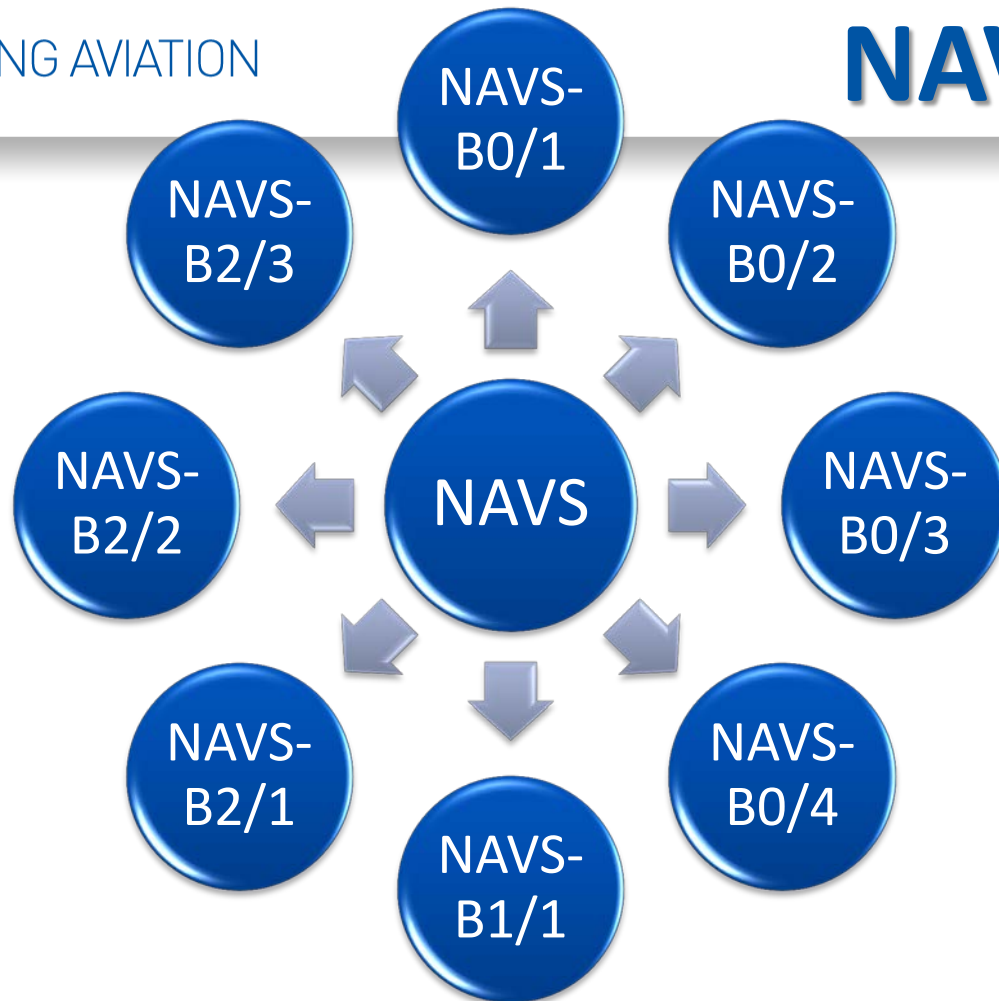 NG AVIATION
NAV
NAVS-
B0/1
NAVS-
B0/2
NAVS-
B0/3
NAVS-
B0/4
NAVS-
B1/1
NAVS-
B2/1
NAVS-
B2/2
NAVS-
B2/3
NAVS